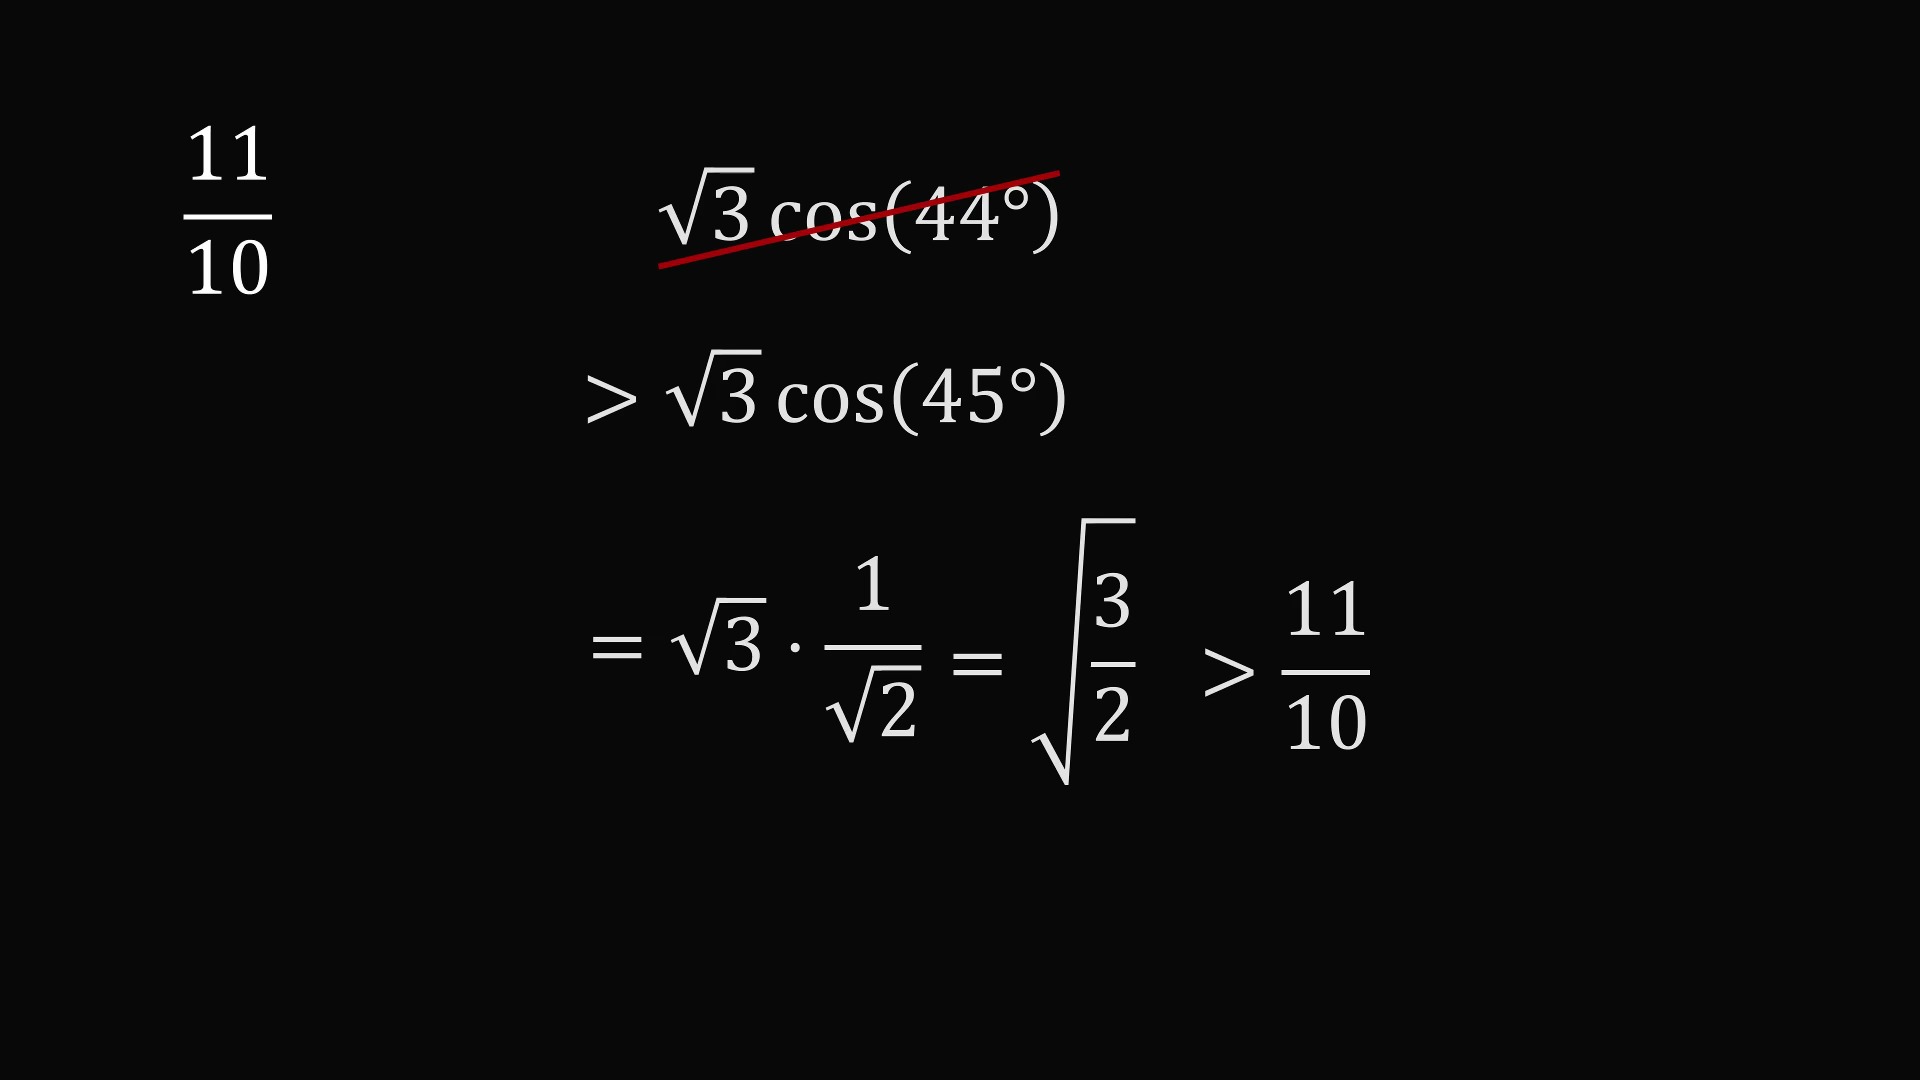 11/10
√3 cos(44°)
> √3 cos(45°)
= √3 · 1/√2 = √(3/2) > 11/10